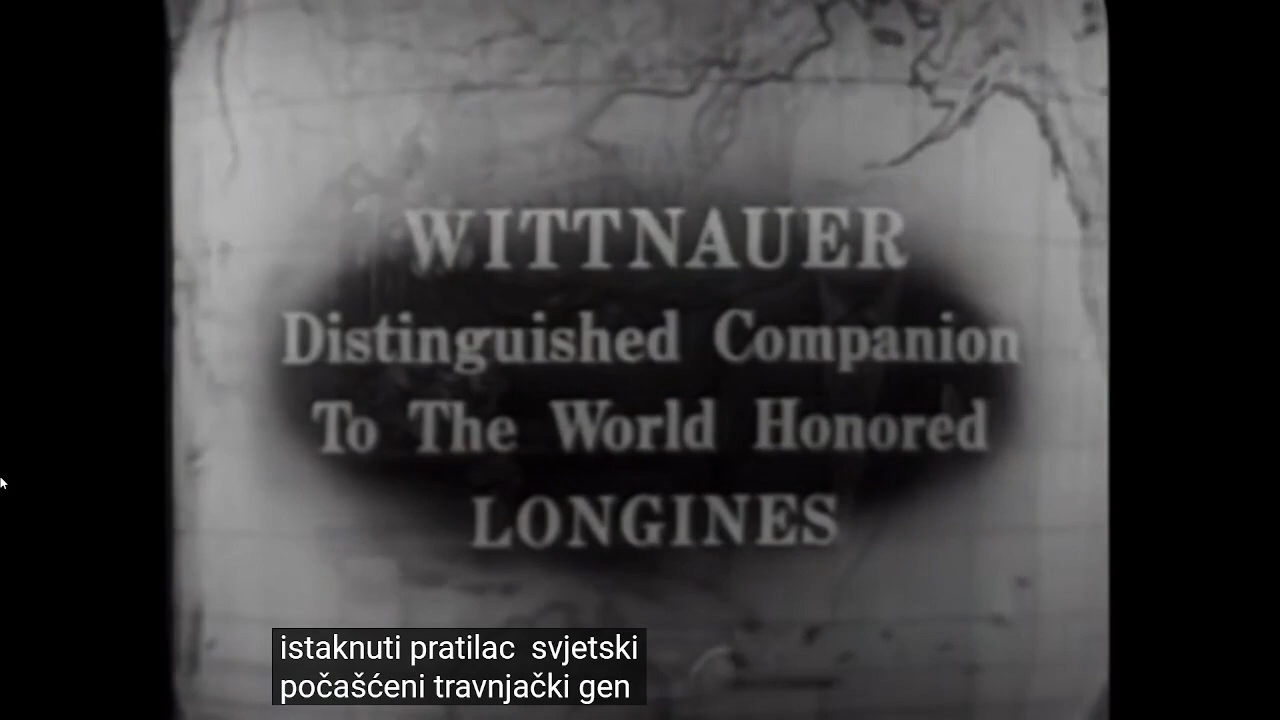 WITTNAUER
Distinguished Companion
To The World Honored
LONGINES
istaknuti pratilac svjetski
počašćeni travnjački gen